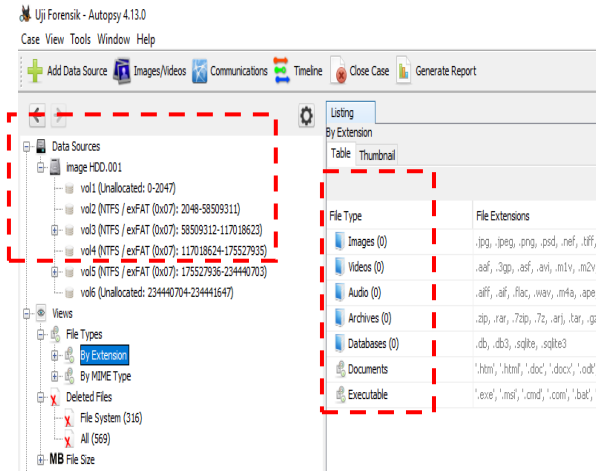 Uji Forensik - Autopsy 4.13.0
Case View Tools Window Help
Add Data Source Images/Videos Communications Timeline Close Case Generate Report
Data Sources
image HDD.001
vol1 (Unallocated: 0-2047)
vol2 (NTFS / exFAT (0x07): 2048-58509311)
vol3 (NTFS / exFAT (0x07): 58509312-117018623)
vol4 (NTFS / exFAT (0x07): 117018624-175527935)
vol5 (NTFS / exFAT (0x07): 175527936-234440703)
vol6 (Unallocated: 234440704-234441647)
Views
File Types
By Extension
By MIME Type
Deleted Files
File System (316)
All (569)
MB File Size
Listing
By Extension
Table Thumbnail
File Type File Extensions
Images (0) .jpg, .jpeg, .png, .psd, .nef, .tiff,
Videos (0) .aaf, .3gp, .asf, .avi, .m1v, .m2v
Audio (0) .aiff, .aif, .flac, .wav, .m4a, .ape
Archives (0) .zip, .rar, .7zip, .7z, .arj, .tar, .gz
Databases (0) .db, .db3, .sqlite, .sqlite3
Documents '.htm', '.html', '.doc', '.docx', '.odt'
Executable '.exe', '.msi', '.cmd', '.com', '.bat',